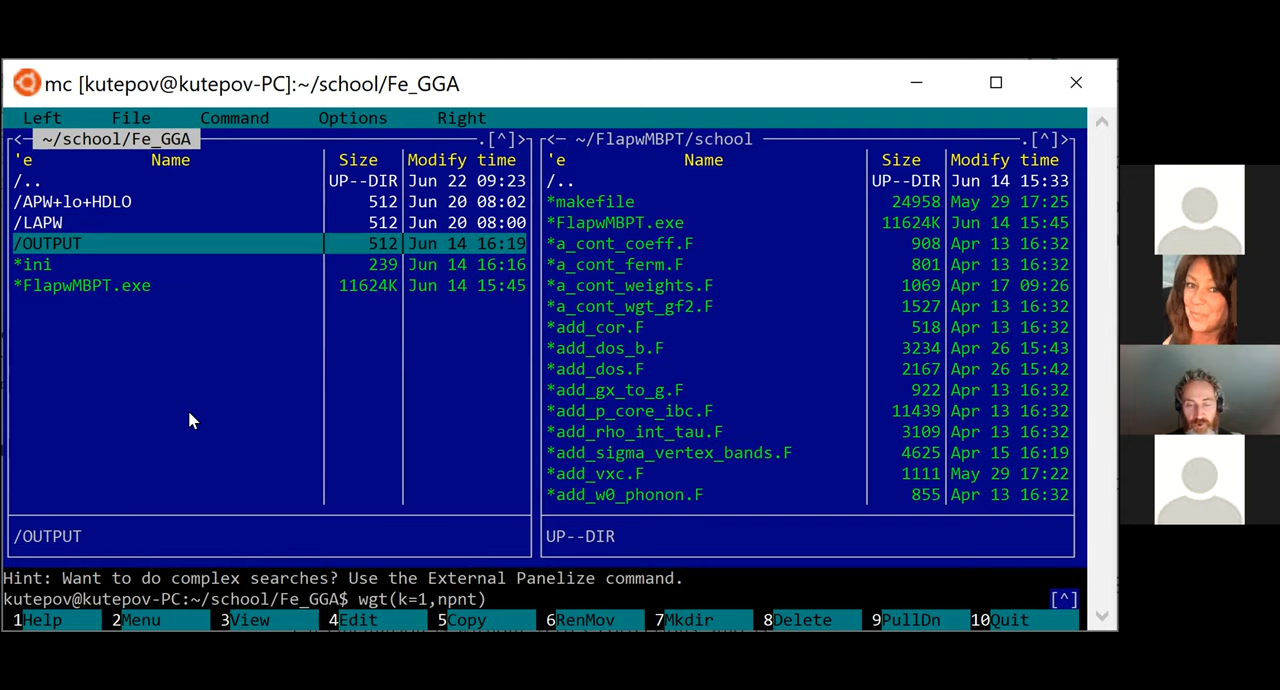 mc [kutepov@kutepov-PC]:~/school/Fe_GGA
Left File Command Options Right
<─ ~/school/Fe_GGA .[^]>
'e Name Size Modify time
/.. UP--DIR Jun 22 09:23
/APW+lo+HDLO 512 Jun 20 08:02
/LAPW 512 Jun 20 08:00
/OUTPUT 512 Jun 14 16:19
*ini 239 Jun 14 16:16
*FlapwMBPT.exe 11624K Jun 14 15:45
/OUTPUT
<─ ~/FlapwMBPT/school .[^]>
'e Name Size Modify time
/.. UP--DIR Jun 14 15:33
*makefile 24958 May 29 17:25
*FlapwMBPT.exe 11624K Jun 14 15:45
*a_cont_coeff.F 908 Apr 13 16:32
*a_cont_ferm.F 801 Apr 13 16:32
*a_cont_weights.F 1069 Apr 17 09:26
*a_cont_wgt_gf2.F 1527 Apr 13 16:32
*add_cor.F 518 Apr 13 16:32
*add_dos_b.F 3234 Apr 26 15:43
*add_dos.F 2167 Apr 26 15:42
*add_gx_to_g.F 922 Apr 13 16:32
*add_p_core_ibc.F 11439 Apr 13 16:32
*add_rho_int_tau.F 3109 Apr 13 16:32
*add_sigma_vertex_bands.F 4625 Apr 15 16:19
*add_vxc.F 1111 May 29 17:22
*add_w0_phonon.F 855 Apr 13 16:32
UP--DIR
Hint: Want to do complex searches? Use the External Panelize command.
kutepov@kutepov-PC:~/school/Fe_GGA$ wgt(k=1,npnt) [^]
1Help 2Menu 3View 4Edit 5Copy 6RenMov 7Mkdir 8Delete 9PullDn 10Quit